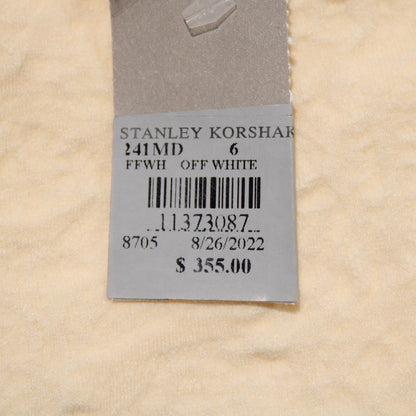 STANLEY KORSHAK
241MD 6
FFWH OFF WHITE
11373087
8705 8/26/2022
$ 355.00